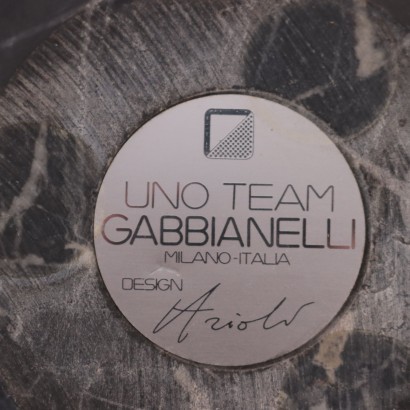 UNO TEAM
GABBIANELLI
MILANO-ITALIA
DESIGN